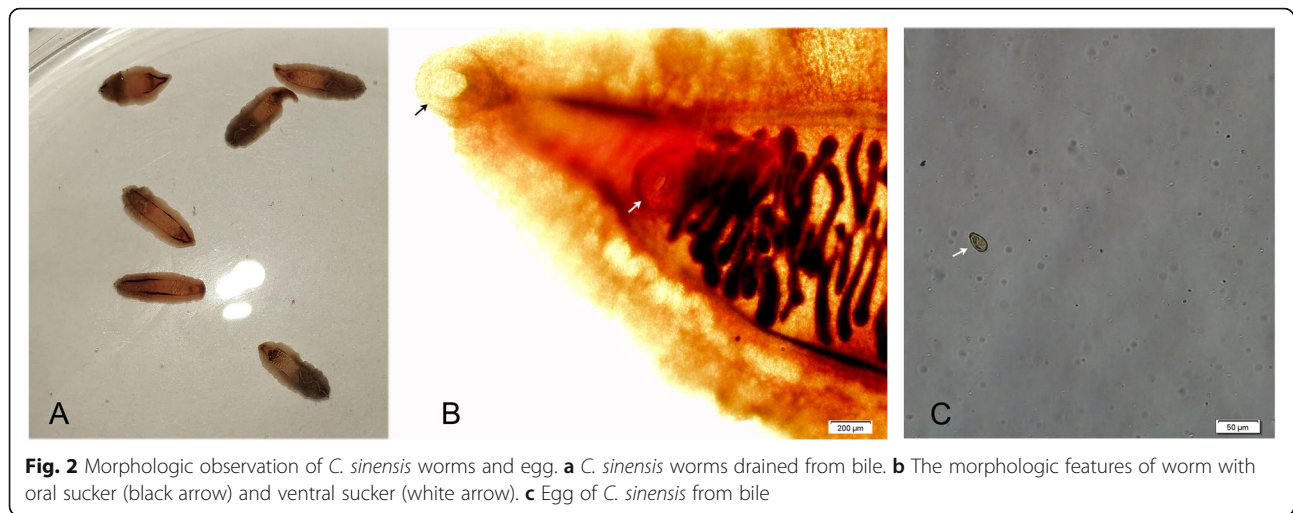 A
B
200 µm
C
50 µm
Fig. 2 Morphologic observation of C. sinensis worms and egg. a C. sinensis worms drained from bile. b The morphologic features of worm with
oral sucker (black arrow) and ventral sucker (white arrow). c Egg of C. sinensis from bile